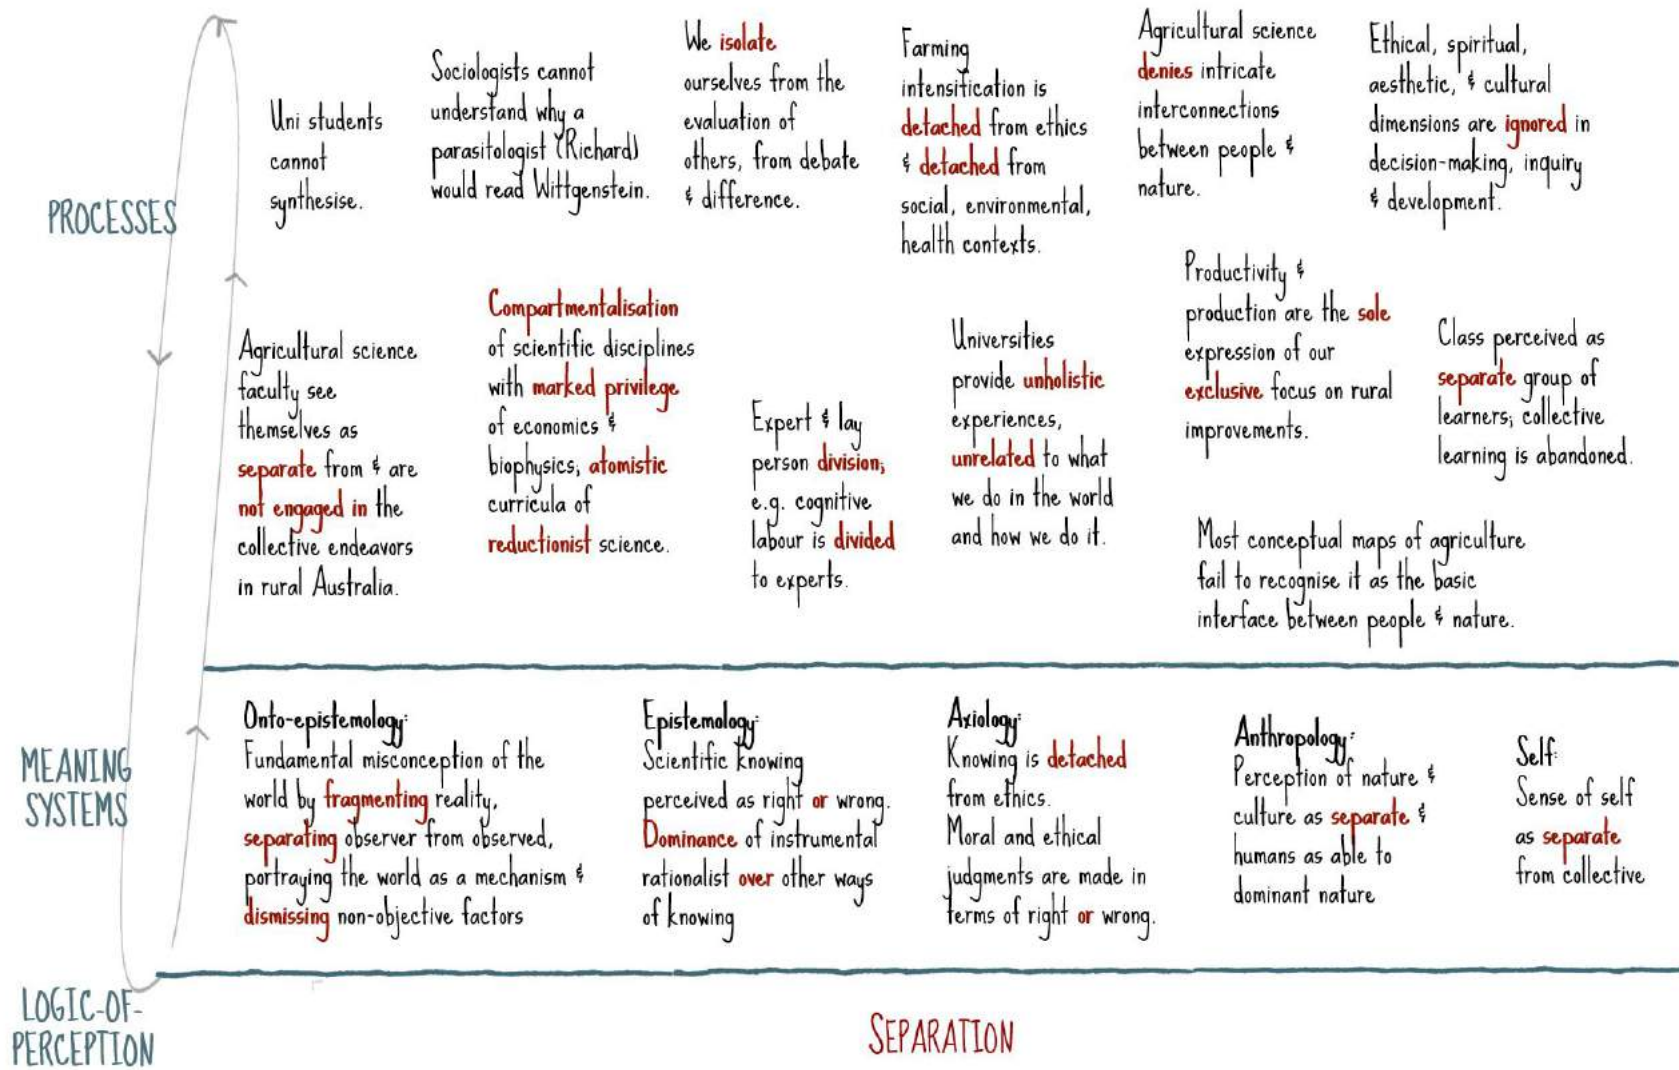 PROCESSES
Uni students
cannot
synthesise.
Sociologists cannot
understand why a
parasitologist (Richard)
would read Wittgenstein.
We isolate
ourselves from the
evaluation of
others, from debate
& difference.
Farming
intensification is
detached from ethics
& detached from
social, environmental,
health contexts.
Agricultural science
denies intricate
interconnections
between people &
nature.
Ethical, spiritual,
aesthetic, & cultural
dimensions are ignored in
decision-making, inquiry
& development.
Agricultural science
faculty see
themselves as
separate from & are
not engaged in the
collective endeavors
in rural Australia.
Compartmentalisation
of scientific disciplines
with marked privilege
of economics &
biophysics; atomistic
curricula of
reductionist science.
Expert & lay
person division;
e.g. cognitive
labour is divided
to experts.
Universities
provide unholistic
experiences,
unrelated to what
we do in the world
and how we do it.
Productivity &
production are the sole
expression of our
exclusive focus on rural
improvements.
Class perceived as
separate group of
learners; collective
learning is abandoned.
Most conceptual maps of agriculture
fail to recognise it as the basic
interface between people & nature.
MEANING
SYSTEMS
Onto-epistemology:
Fundamental misconception of the
world by fragmenting reality,
separating observer from observed,
portraying the world as a mechanism &
dismissing non-objective factors
Epistemology:
Scientific knowing
perceived as right or wrong.
Dominance of instrumental
rationalist over other ways
of knowing
Axiology:
Knowing is detached
from ethics.
Moral and ethical
judgments are made in
terms of right or wrong.
Anthropology:
Perception of nature &
culture as separate &
humans as able to
dominant nature
Self:
Sense of self
as separate
from collective
LOGIC-OF-
PERCEPTION
SEPARATION